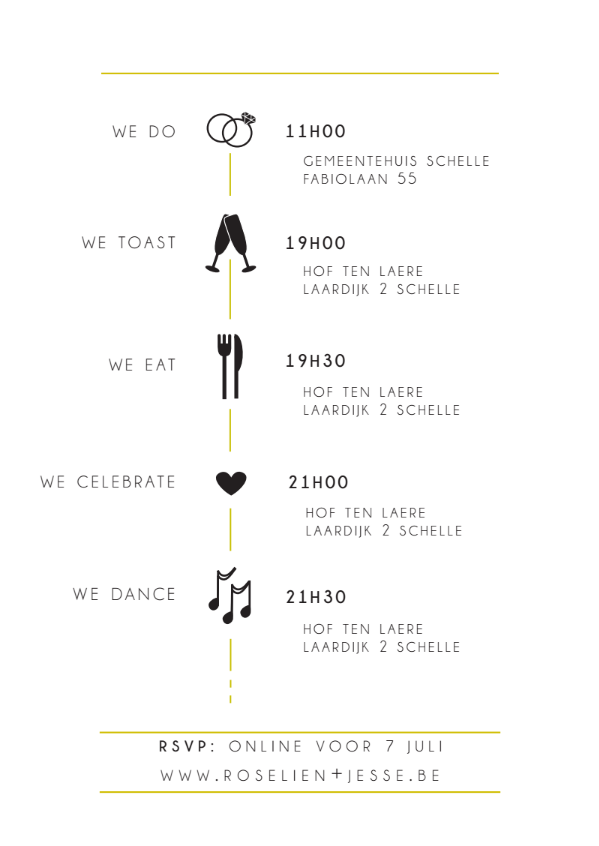 WE DO
11H00
GEMEENTEHUIS SCHELLE
FABIOLAAN 55
WE TOAST
19H00
HOF TEN LAERE
LAARDIJK 2 SCHELLE
WE EAT
19H30
HOF TEN LAERE
LAARDIJK 2 SCHELLE
WE CELEBRATE
21H00
HOF TEN LAERE
LAARDIJK 2 SCHELLE
WE DANCE
21H30
HOF TEN LAERE
LAARDIJK 2 SCHELLE
RSVP: ONLINE VOOR 7 JULI
WWW.ROSELIEN+JESSE.BE